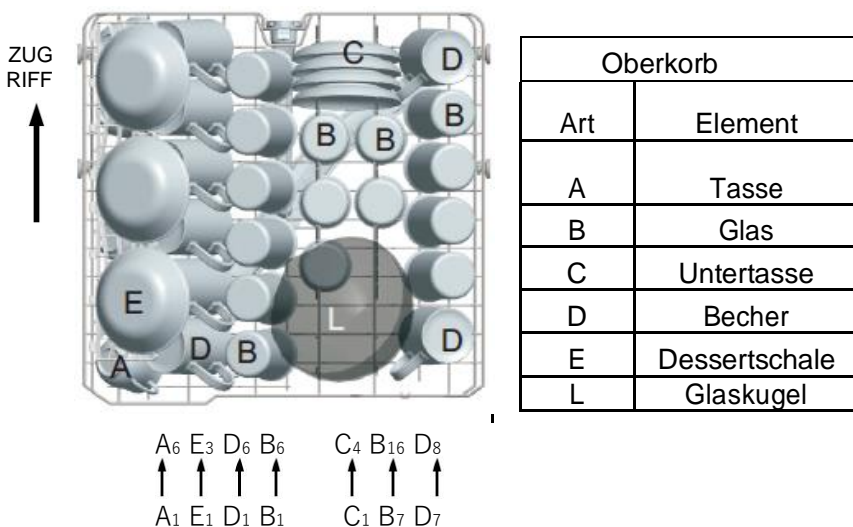 ZUG
RIFF
C
D
B
B
B
E
L
A
D
B
D
Oberkorb
Art Element
A Tasse
B Glas
C Untertasse
D Becher
E Dessertschale
L Glaskugel
A6 E3 D6 B6 C4 B16 D8
A1 E1 D1 B1 C1 B7 D7